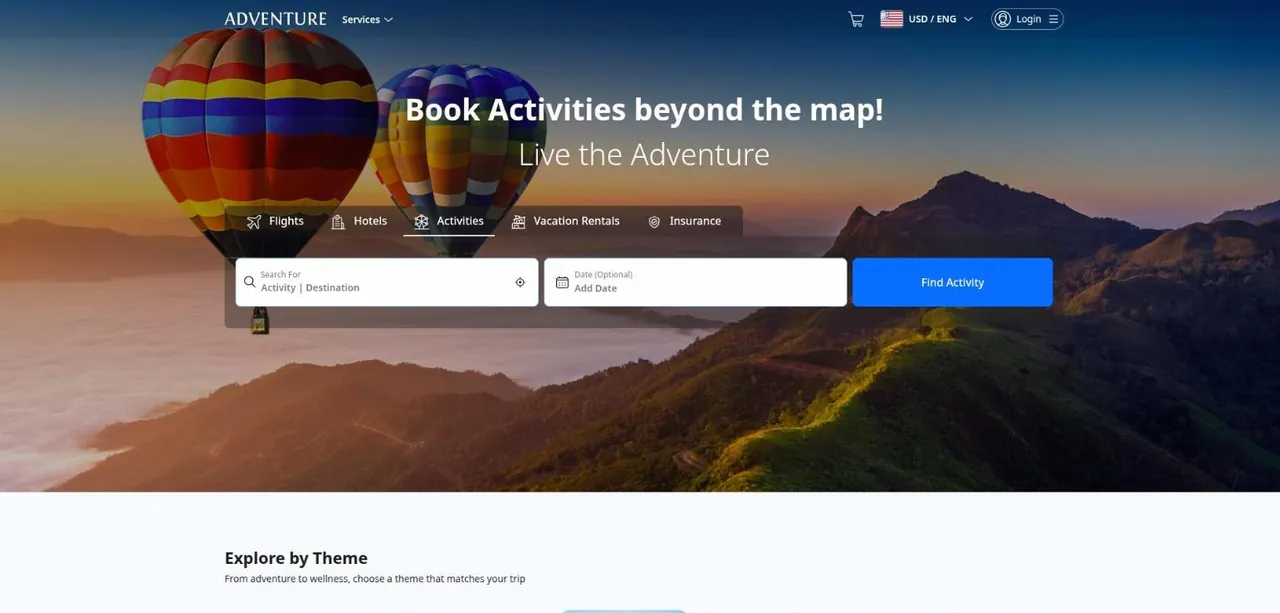 ADVENTURE Services USD / ENG Login
Book Activities beyond the map!
Live the Adventure
Flights Hotels Activities Vacation Rentals Insurance
Search For
Activity | Destination
Date (Optional)
Add Date
Find Activity
Explore by Theme
From adventure to wellness, choose a theme that matches your trip